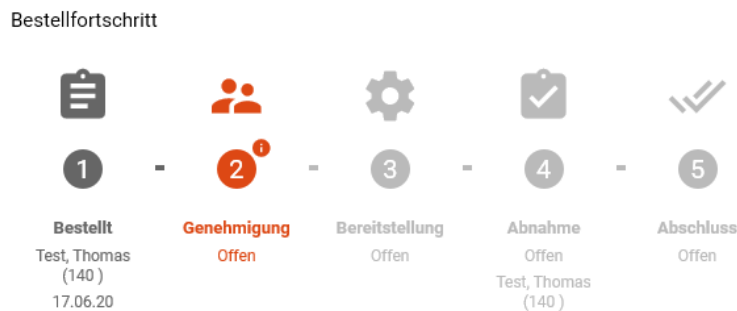 Bestellfortschritt
1 - 2 i - 3 - 4 - 5
Bestellt Genehmigung Bereitstellung Abnahme Abschluss
Test, Thomas Offen Offen Offen Offen
(140 ) Test, Thomas
17.06.20 (140 )